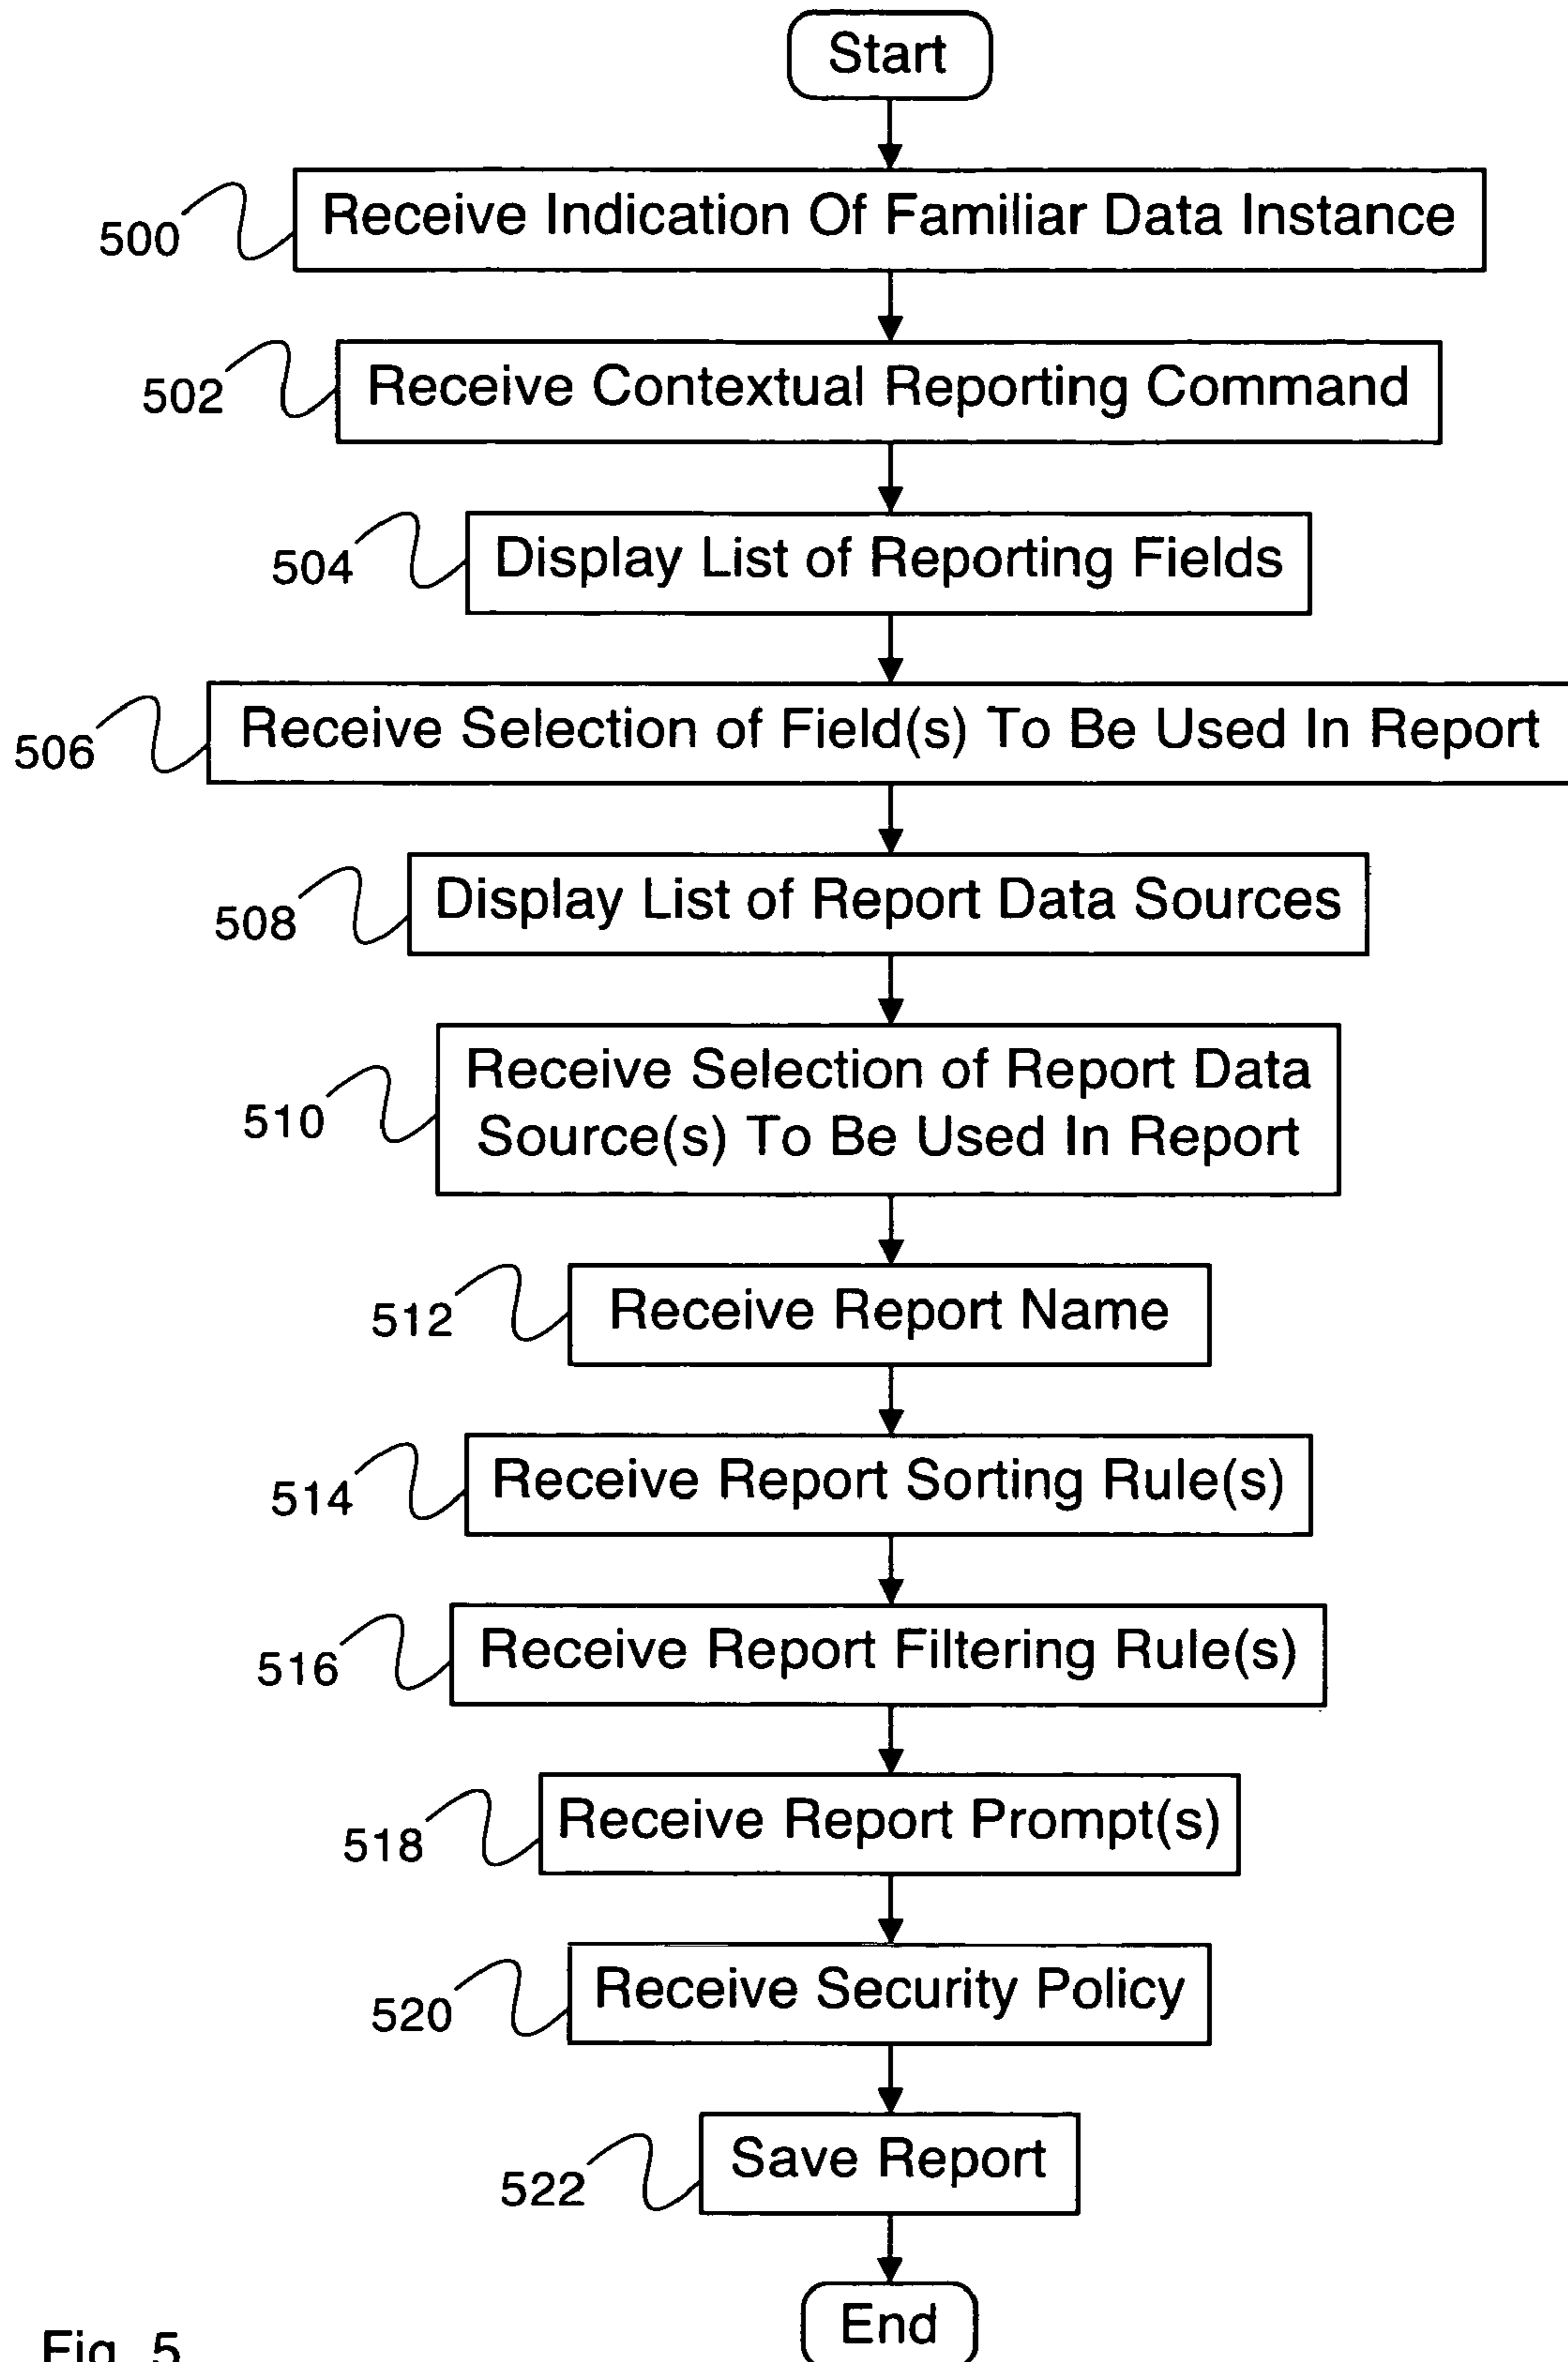 Start
500
Receive Indication Of Familiar Data Instance
502
Receive Contextual Reporting Command
504
Display List of Reporting Fields
506
Receive Selection of Field(s) To Be Used In Report
508
Display List of Report Data Sources
510
Receive Selection of Report Data
Source(s) To Be Used In Report
512
Receive Report Name
514
Receive Report Sorting Rule(s)
516
Receive Report Filtering Rule(s)
518
Receive Report Prompt(s)
520
Receive Security Policy
522
Save Report
End
Fig. 5